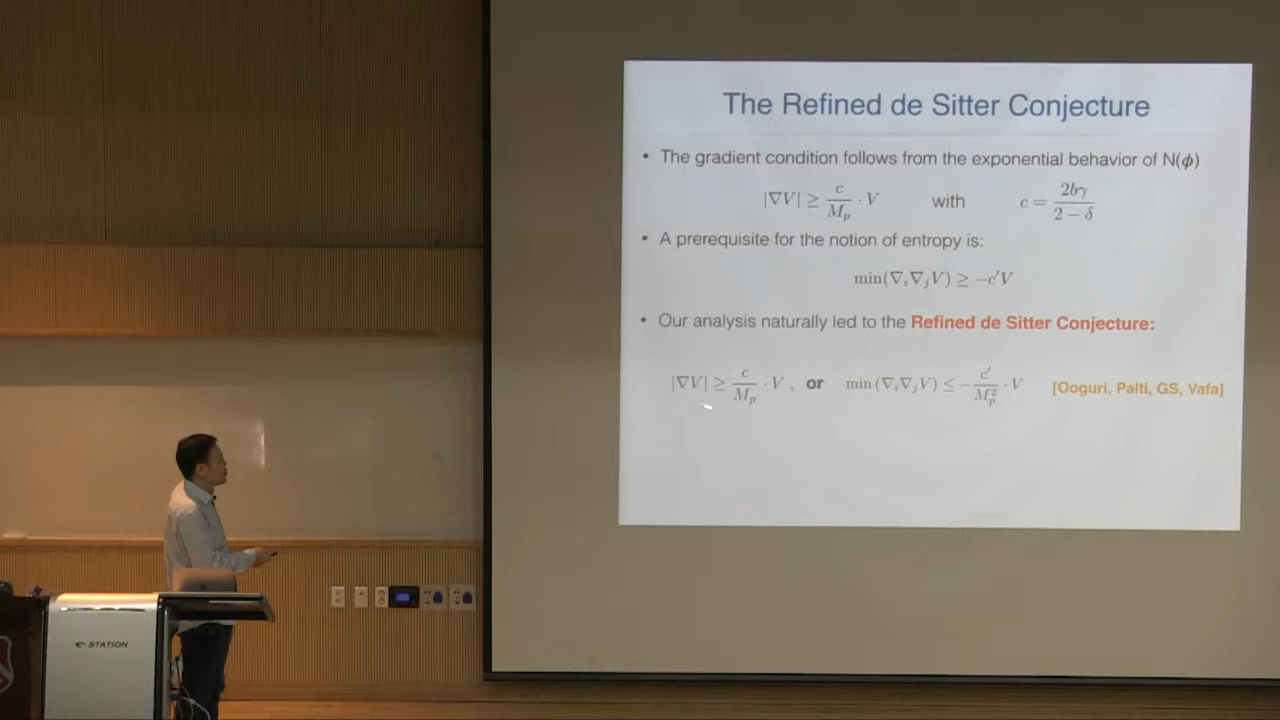 The Refined de Sitter Conjecture
• The gradient condition follows from the exponential behavior of N(ϕ)
|∇V| ≥ c/M_p · V with c = 2bγ/(2 − δ)
• A prerequisite for the notion of entropy is:
min(∇_i∇_jV) ≥ −c′V
• Our analysis naturally led to the Refined de Sitter Conjecture:
|∇V| ≥ c/M_p · V , or min (∇_i∇_jV) ≤ −c′/M_p² · V [Ooguri, Palti, GS, Vafa]
e-STATION